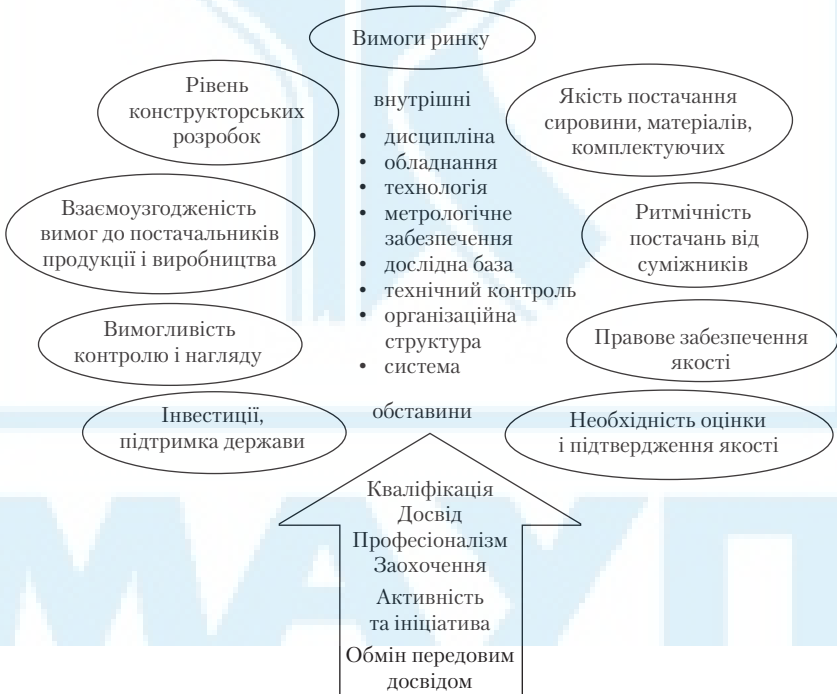 Вимоги ринку
Рівень
конструкторських
розробок
внутрішні
• дисципліна
• обладнання
• технологія
• метрологічне
забезпечення
• дослідна база
• технічний контроль
• організаційна
структура
• система
обставини
Якість постачання
сировини, матеріалів,
комплектуючих
Взаємоузгодженість
вимог до постачальників
продукції і виробництва
Ритмічність
постачань від
суміжників
Вимогливість
контролю і нагляду
Правове забезпечення
якості
Інвестиції,
підтримка держави
Необхідність оцінки
і підтвердження якості
Кваліфікація
Досвід
Професіоналізм
Заохочення
Активність
та ініціатива
Обмін передовим
досвідом
МАУП